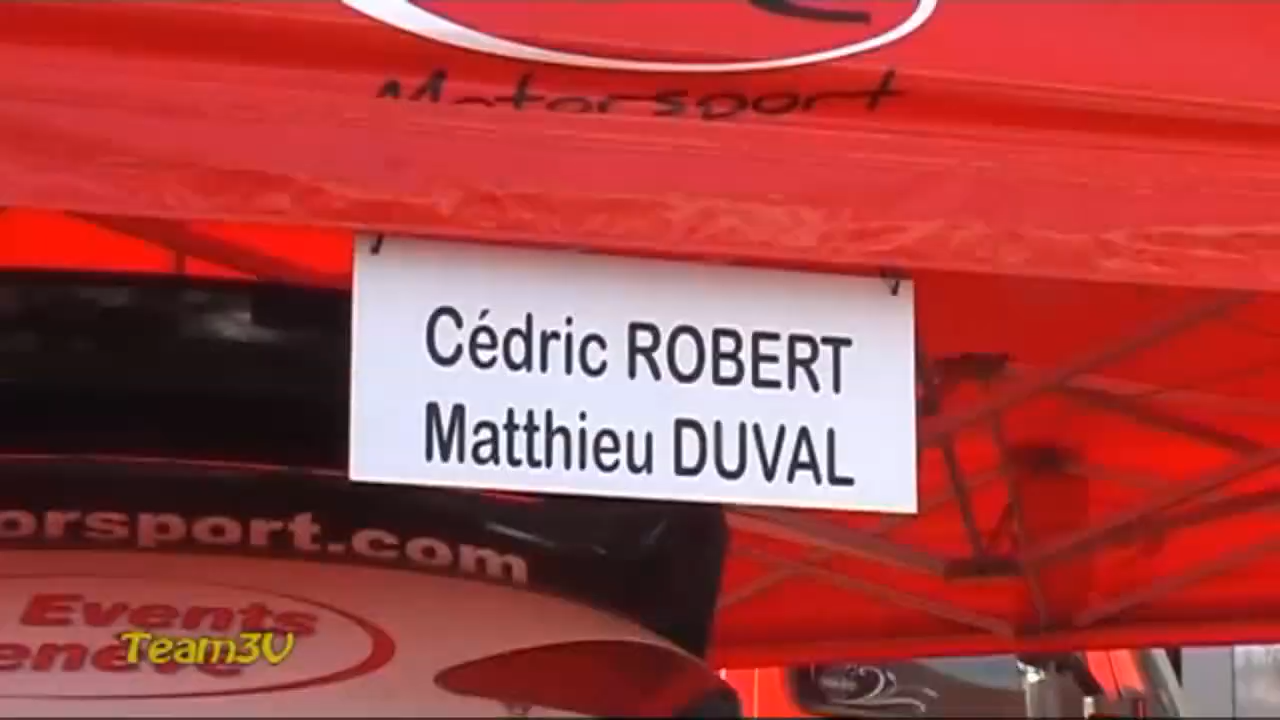 Motorsport
Cédric ROBERT
Matthieu DUVAL
orsport.com
Events
Team3V